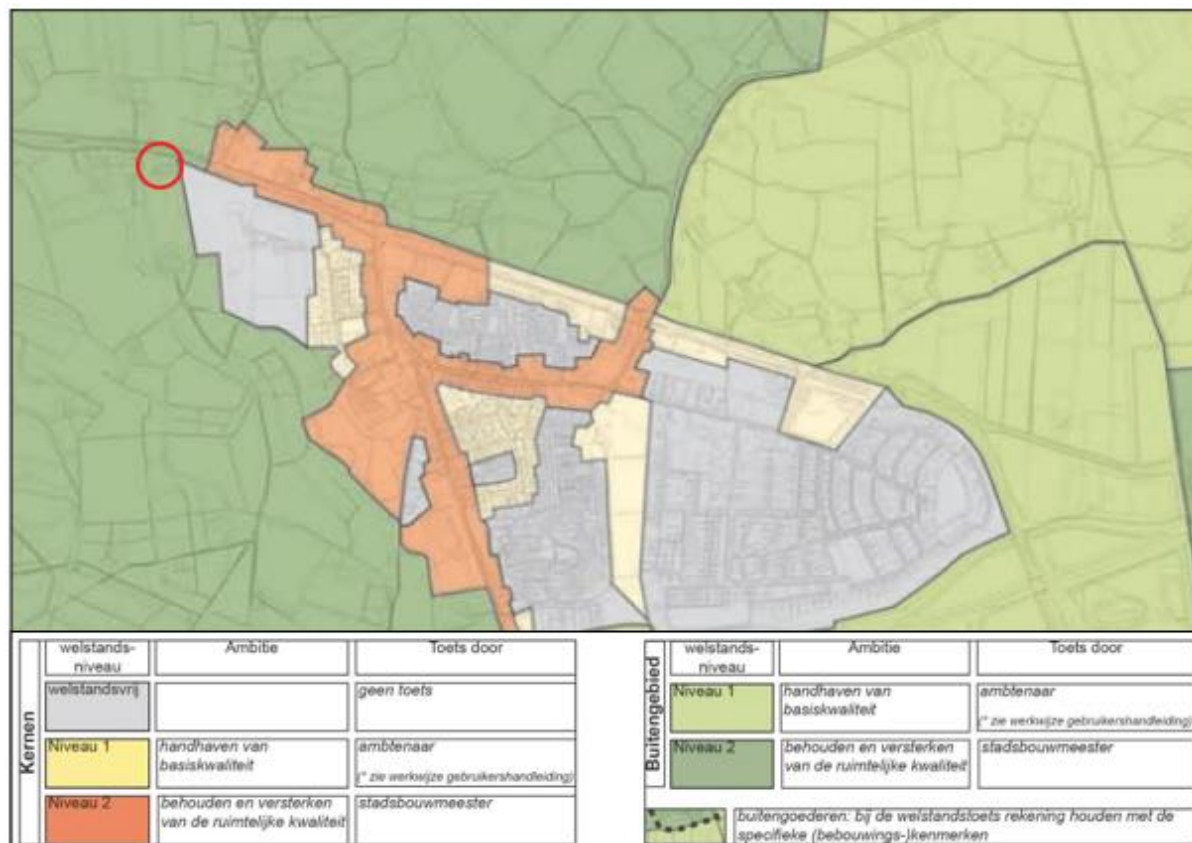 Kernen
welstands-
niveau
Ambitie
Toets door
welstandsvrij
geen toets
Niveau 1
handhaven van
basiskwaliteit
ambtenaar
(* zie werkwijze gebruikershandleiding)
Niveau 2
behouden en versterken
van de ruimtelijke kwaliteit
stadsbouwmeester
Buitengebied
welstands-
niveau
Ambitie
Toets door
Niveau 1
handhaven van
basiskwaliteit
ambtenaar
(* zie werkwijze gebruikershandleiding)
Niveau 2
behouden en versterken
van de ruimtelijke kwaliteit
stadsbouwmeester
buitengoederen: bij de welstandstoets rekening houden met de
specifieke (bebouwings-)kenmerken